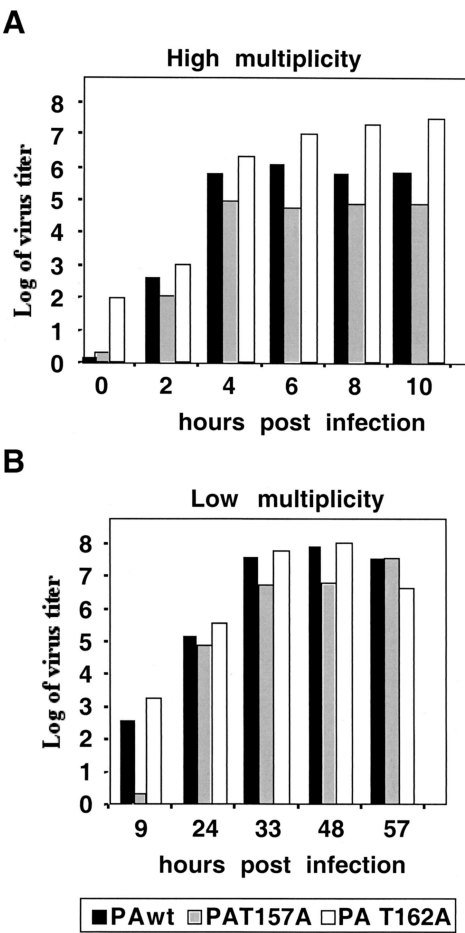 A
High multiplicity
Log of virus titer
8
7
6
5
4
3
2
1
0
0 2 4 6 8 10
hours post infection
B
Low multiplicity
Log of virus titer
8
7
6
5
4
3
2
1
0
9 24 33 48 57
hours post infection
PAwt PAT157A PA T162A